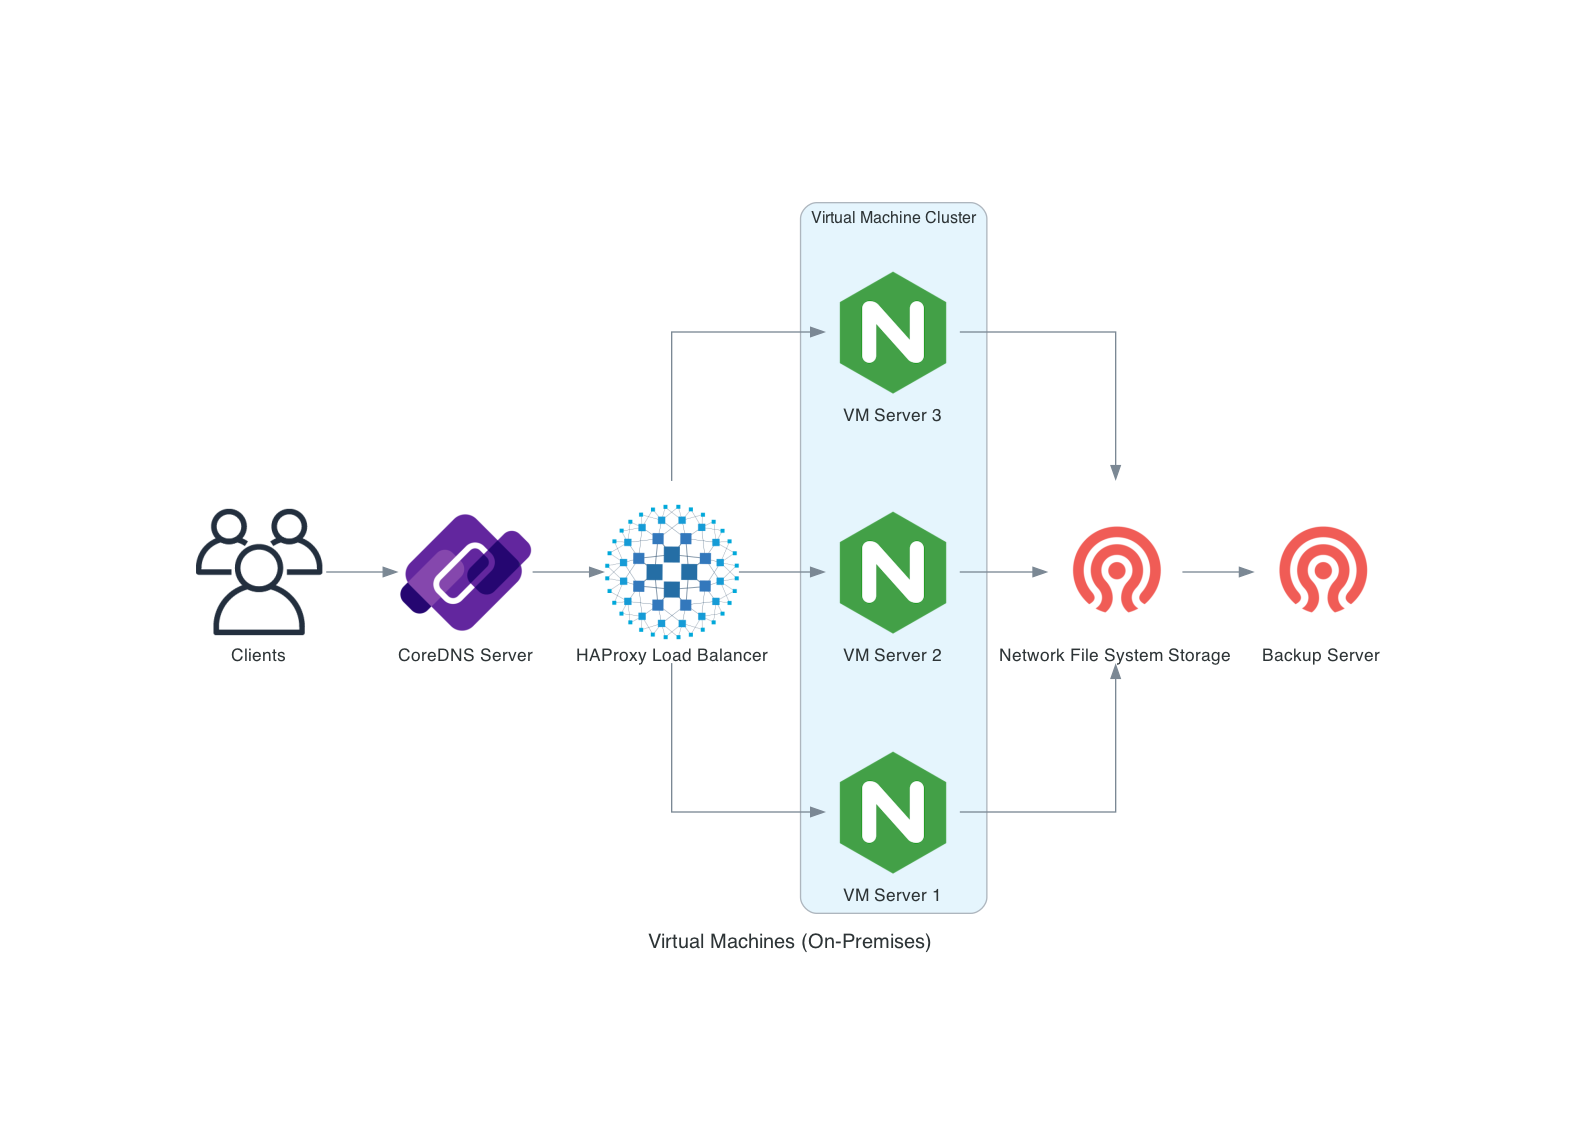 Virtual Machine Cluster
VM Server 3
Clients
CoreDNS Server
HAProxy Load Balancer
VM Server 2
Network File System Storage
Backup Server
VM Server 1
Virtual Machines (On-Premises)